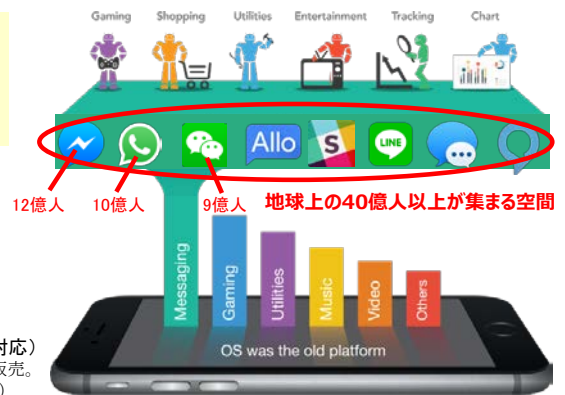 Gaming Shopping Utilities Entertainment Tracking Chart
Allo
S
LINE
12億人 10億人 9億人 地球上の40億人以上が集まる空間
Messaging
Gaming
Utilities
Music
Video
Others
OS was the old platform
対応)
販売。
)